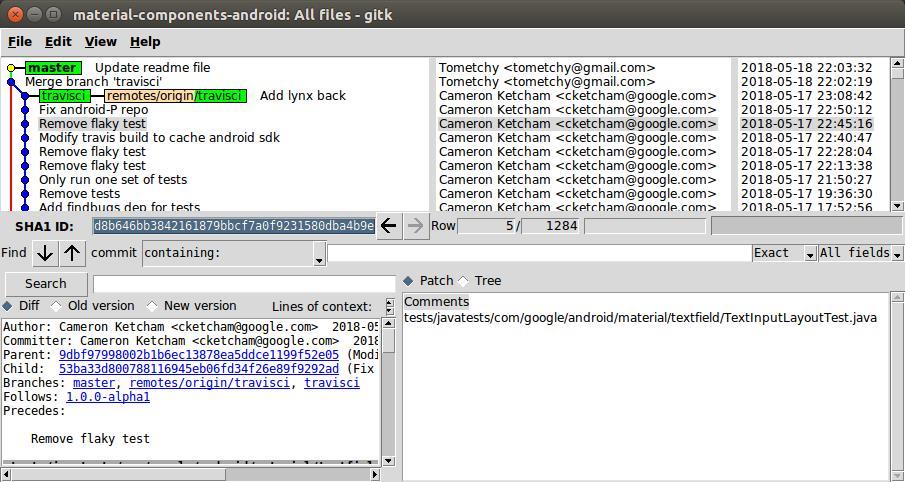 material-components-android: All files - gitk
File Edit View Help
master Update readme file Tometchy <tometchy@gmail.com> 2018-05-18 22:03:32
Merge branch 'travisci' Tometchy <tometchy@gmail.com> 2018-05-18 22:02:19
travisci remotes/origin/travisci Add lynx back Cameron Ketcham <cketcham@google.com> 2018-05-17 23:08:42
Fix android-P repo Cameron Ketcham <cketcham@google.com> 2018-05-17 22:50:12
Remove flaky test Cameron Ketcham <cketcham@google.com> 2018-05-17 22:45:16
Modify travis build to cache android sdk Cameron Ketcham <cketcham@google.com> 2018-05-17 22:40:47
Remove flaky test Cameron Ketcham <cketcham@google.com> 2018-05-17 22:28:04
Remove flaky test Cameron Ketcham <cketcham@google.com> 2018-05-17 22:13:38
Only run one set of tests Cameron Ketcham <cketcham@google.com> 2018-05-17 21:50:27
Remove tests Cameron Ketcham <cketcham@google.com> 2018-05-17 19:36:30
Add findbugs dep for tests Cameron Ketcham <cketcham@google.com> 2018-05-17 17:52:56
SHA1 ID: d8b646bb3842161879bbcf7a0f9231580dba4b9e Row 5 / 1284
Find commit containing: Exact All fields
Search
Patch Tree
Diff Old version New version Lines of context:
Comments
tests/javatests/com/google/android/material/textfield/TextInputLayoutTest.java
Author: Cameron Ketcham <cketcham@google.com> 2018-05
Committer: Cameron Ketcham <cketcham@google.com> 2018
Parent: 9dbf97998002b1b6ec13878ea5ddce1199f52e05 (Modi
Child: 53ba33d800788116945eb06fd34f26e89f9292ad (Fix
Branches: master, remotes/origin/travisci, travisci
Follows: 1.0.0-alpha1
Precedes:
Remove flaky test